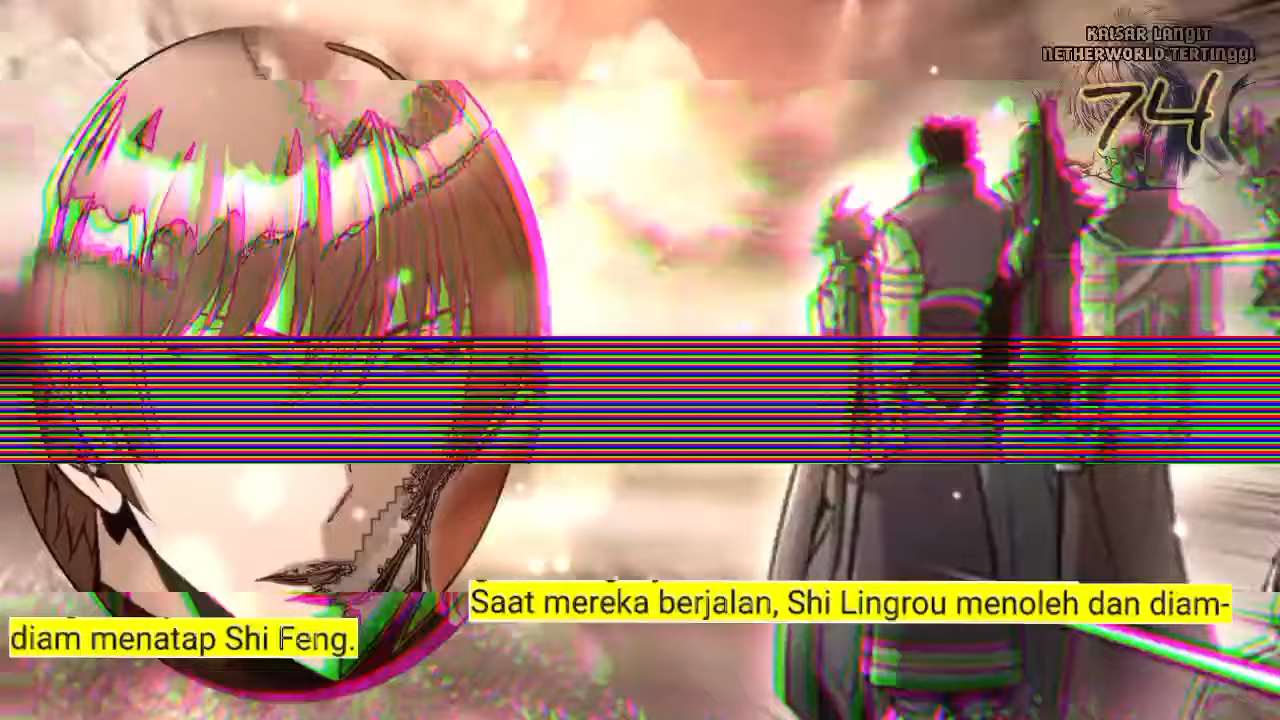 KAISAR LANGIT
NETHERWORLD TERTINGGI
74
Saat mereka berjalan, Shi Lingrou menoleh dan diam-
diam menatap Shi Feng.